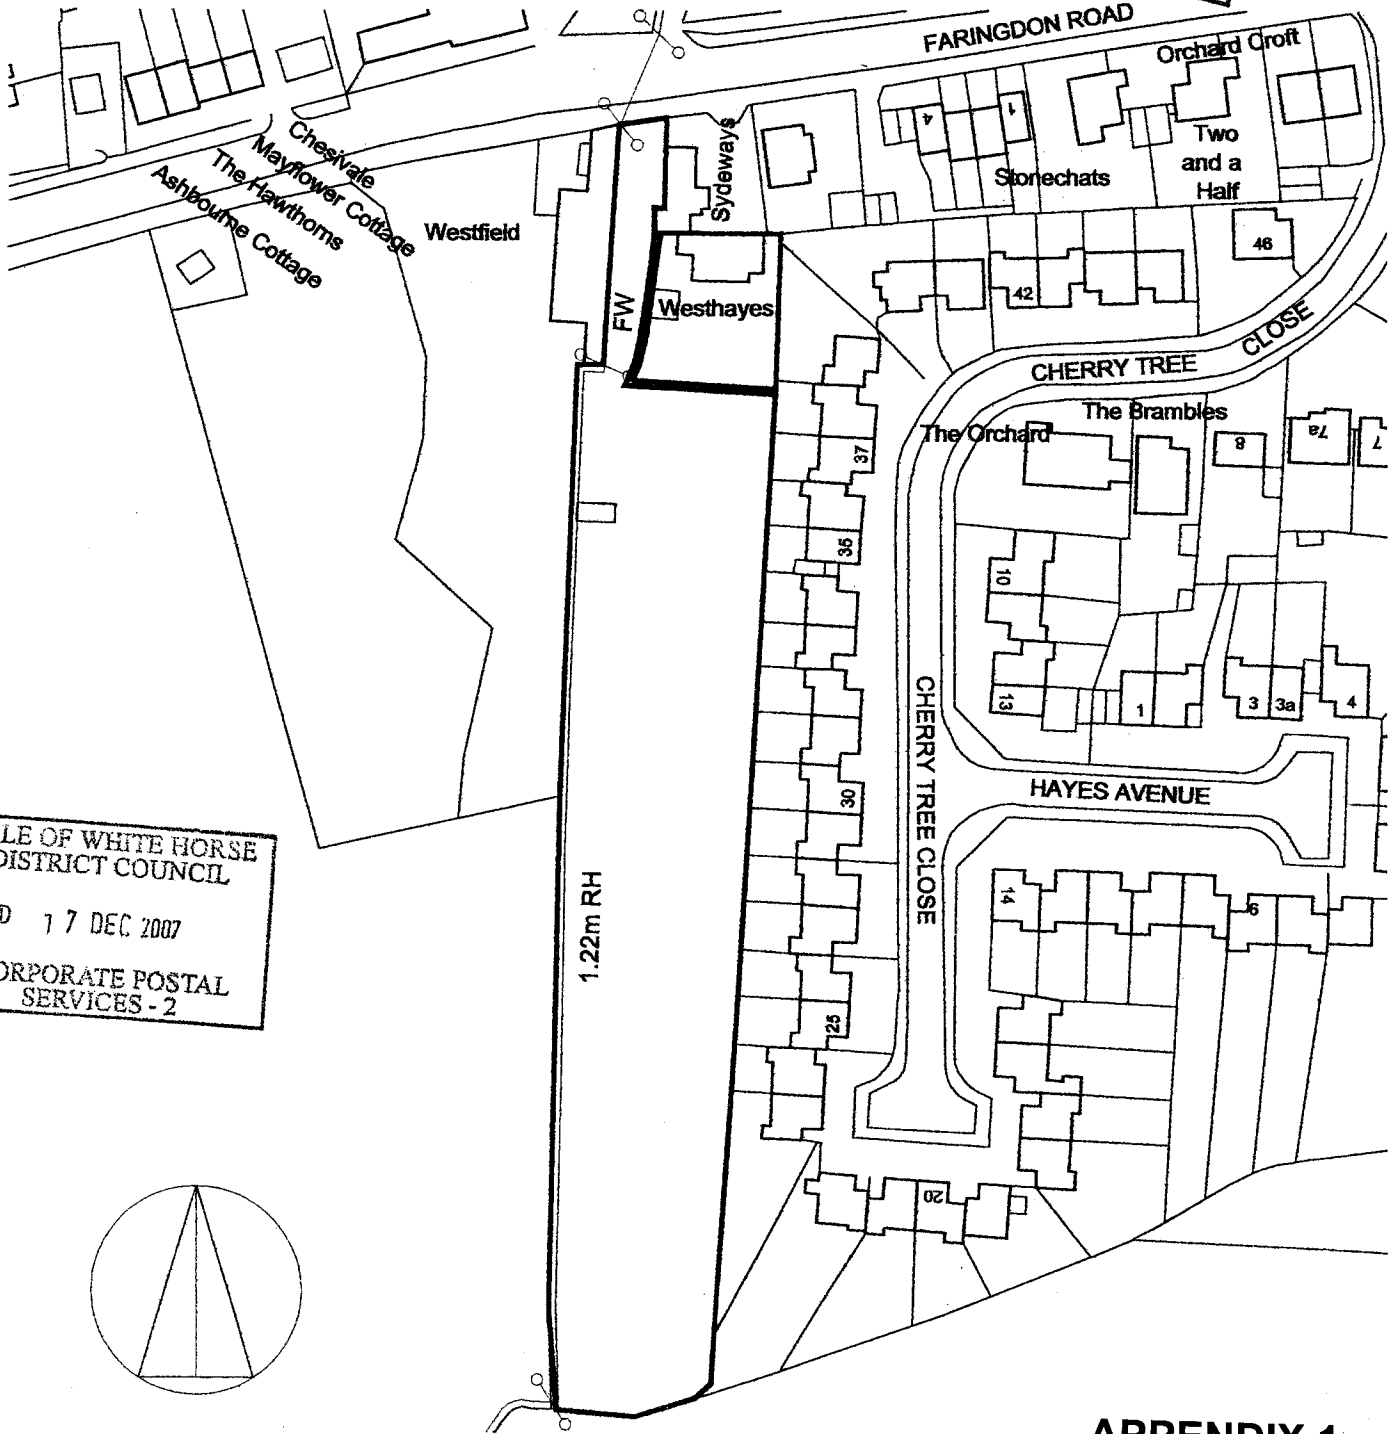 FARINGDON ROAD
Orchard Croft
Chesivale
Mayflower Cottage
The Hawthorns
Ashbourne Cottage
Westfield
Sydeways
4
1
Stonechats
Two
and a
Half
46
42
FW
Westhayes
CHERRY TREE CLOSE
The Brambles
The Orchard
8
7a
7
37
35
10
13
1
3
3a
4
30
CHERRY TREE CLOSE
HAYES AVENUE
14
6
25
20
1.22m RH
LE OF WHITE HORSE
DISTRICT COUNCIL
D 17 DEC 2007
ORPORATE POSTAL
SERVICES - 2
APPENDIX 1